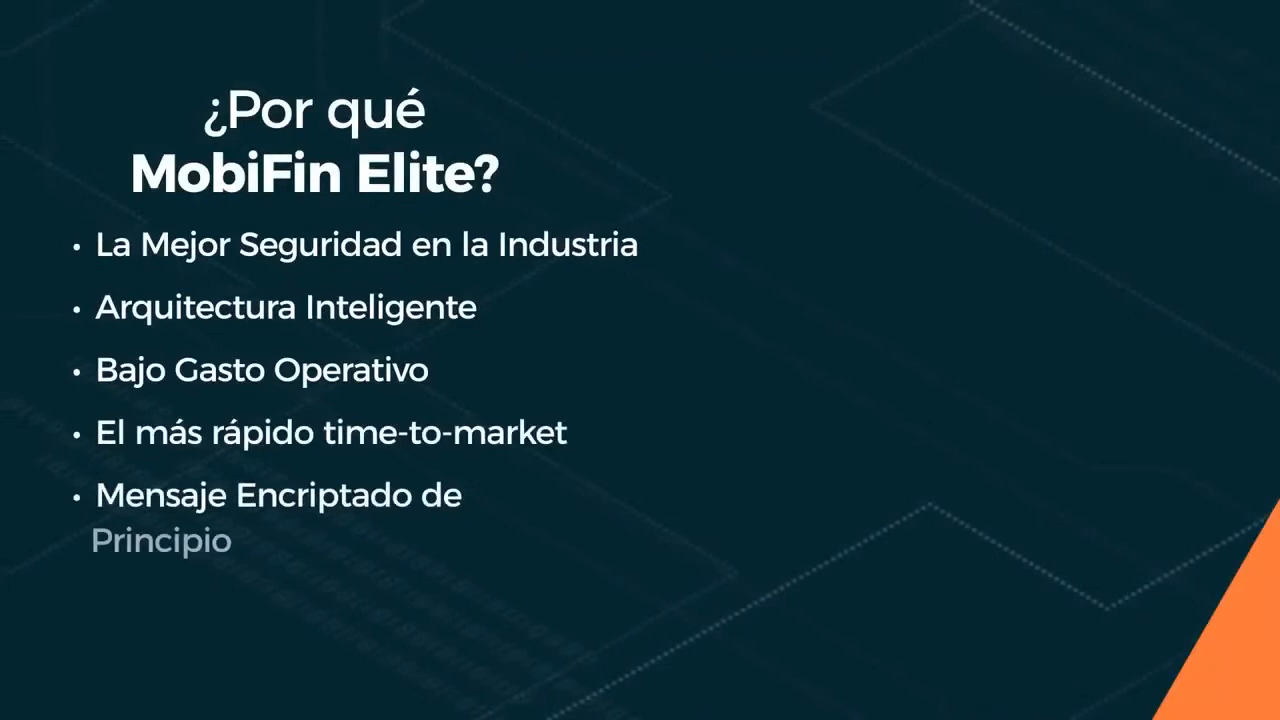 ¿Por qué
MobiFin Elite?
• La Mejor Seguridad en la Industria
• Arquitectura Inteligente
• Bajo Gasto Operativo
• El más rápido time-to-market
• Mensaje Encriptado de
Principio